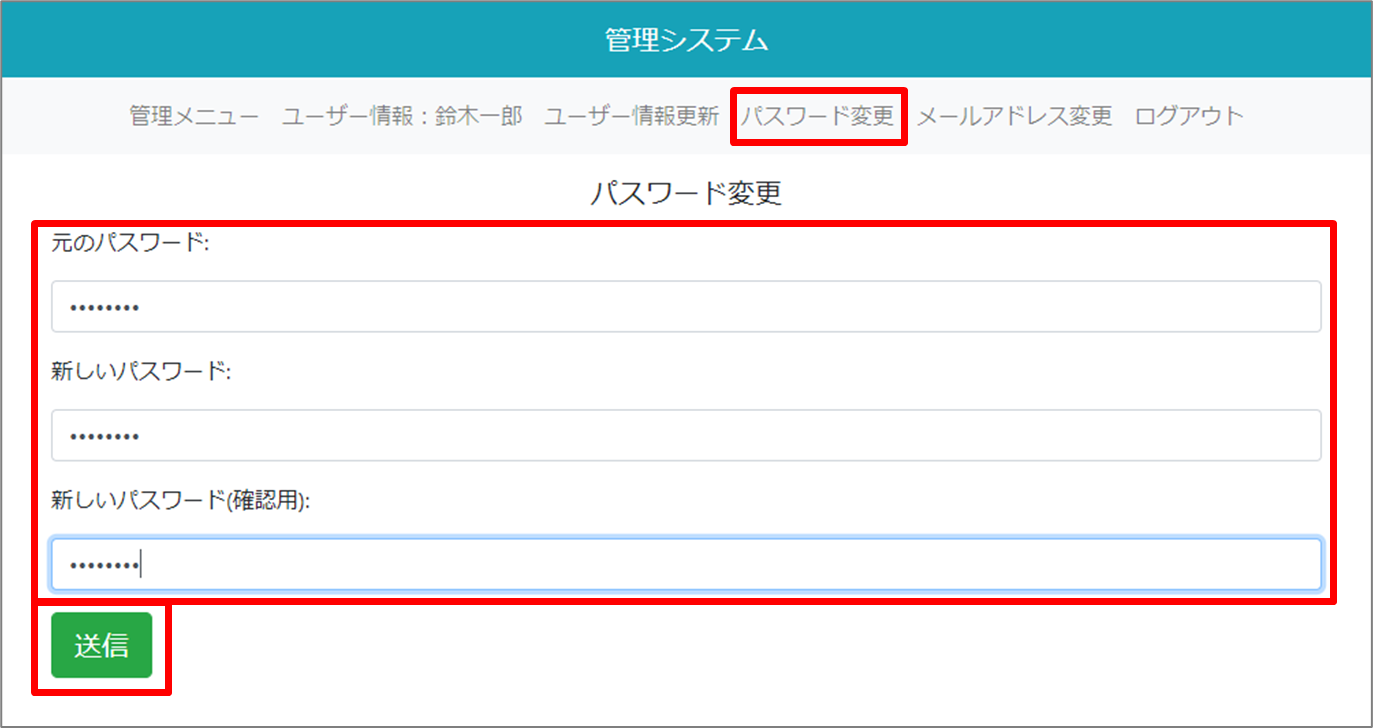 管理システム
管理メニュー ユーザー情報：鈴木一郎 ユーザー情報更新 パスワード変更 メールアドレス変更 ログアウト
パスワード変更
元のパスワード:
••••••••
新しいパスワード:
••••••••
新しいパスワード(確認用):
••••••••
送信